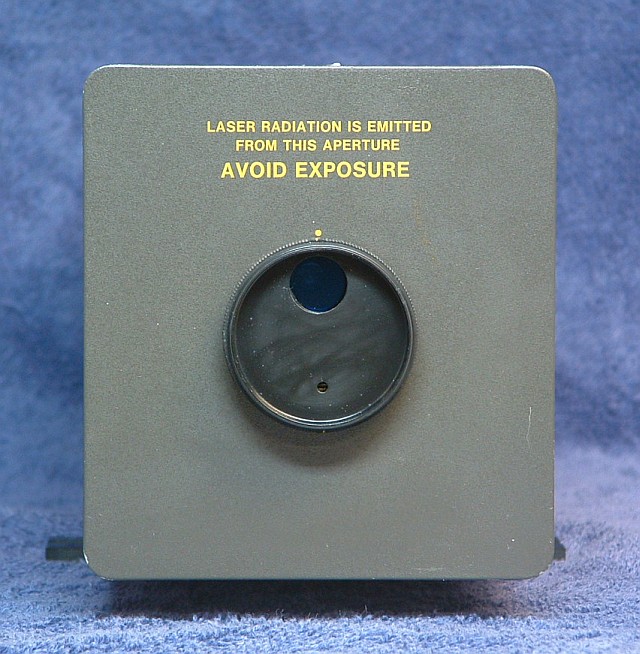 LASER RADIATION IS EMITTED
FROM THIS APERTURE
AVOID EXPOSURE